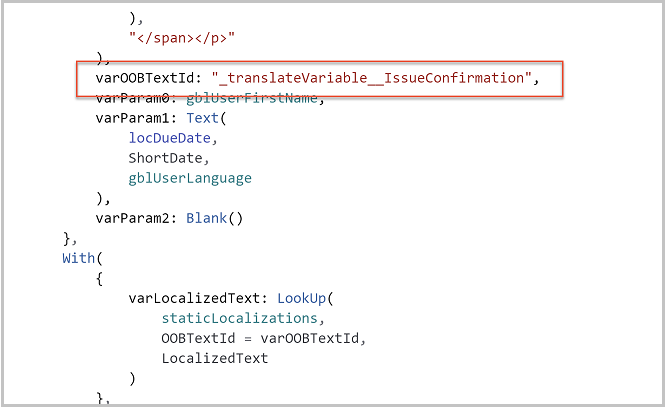 ),
"</span></p>"
),
varOOBTextId: "_translateVariable__IssueConfirmation",
varParam0: gblUserFirstName,
varParam1: Text(
locDueDate,
ShortDate,
gblUserLanguage
),
varParam2: Blank()
},
With(
{
varLocalizedText: LookUp(
staticLocalizations,
OOBTextId = varOOBTextId,
LocalizedText
)
},